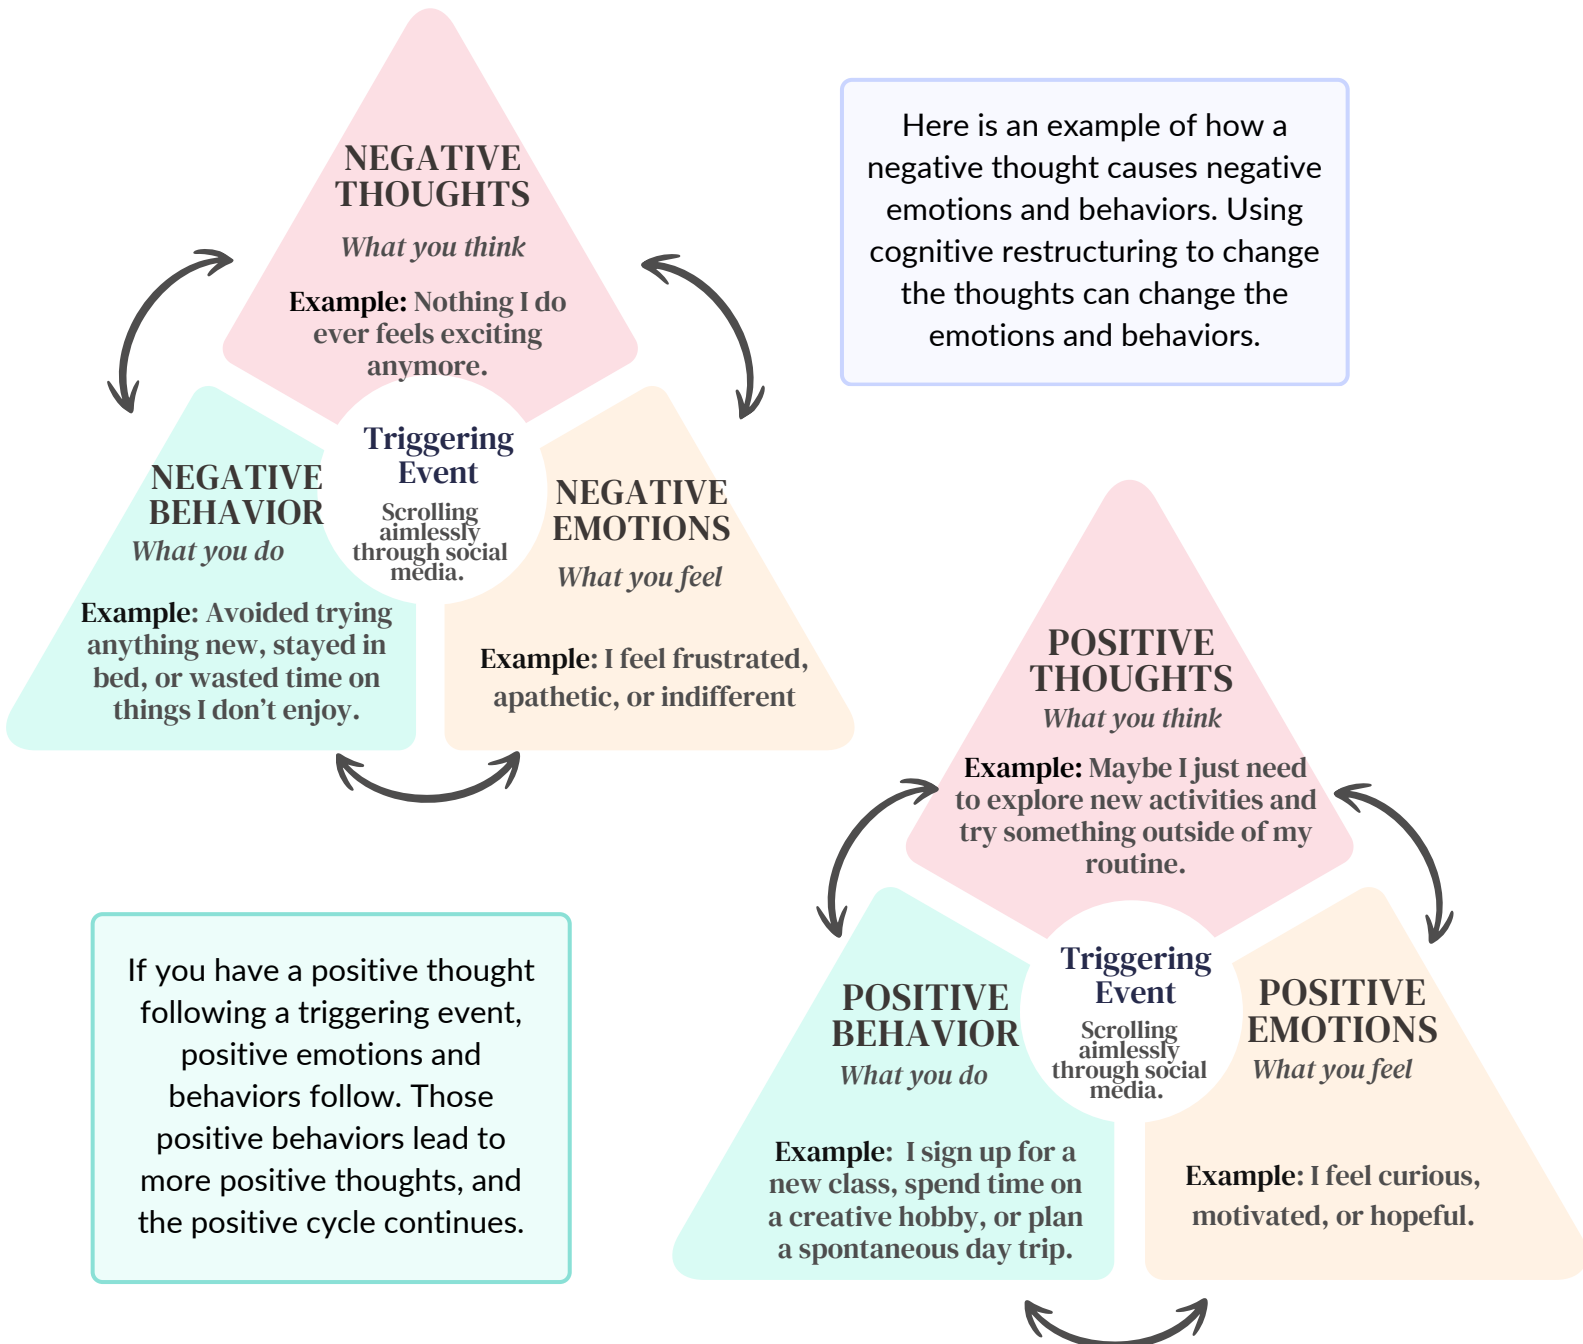 NEGATIVE
THOUGHTS
What you think
Example: Nothing I do
ever feels exciting
anymore.
Here is an example of how a
negative thought causes negative
emotions and behaviors. Using
cognitive restructuring to change
the thoughts can change the
emotions and behaviors.
Triggering
Event
Scrolling
aimlessly
through social
media.
NEGATIVE
BEHAVIOR
What you do
Example: Avoided trying
anything new, stayed in
bed, or wasted time on
things I don’t enjoy.
NEGATIVE
EMOTIONS
What you feel
Example: I feel frustrated,
apathetic, or indifferent
POSITIVE
THOUGHTS
What you think
Example: Maybe I just need
to explore new activities and
try something outside of my
routine.
If you have a positive thought
following a triggering event,
positive emotions and
behaviors follow. Those
positive behaviors lead to
more positive thoughts, and
the positive cycle continues.
Triggering
Event
Scrolling
aimlessly
through social
media.
POSITIVE
BEHAVIOR
What you do
Example: I sign up for a
new class, spend time on
a creative hobby, or plan
a spontaneous day trip.
POSITIVE
EMOTIONS
What you feel
Example: I feel curious,
motivated, or hopeful.